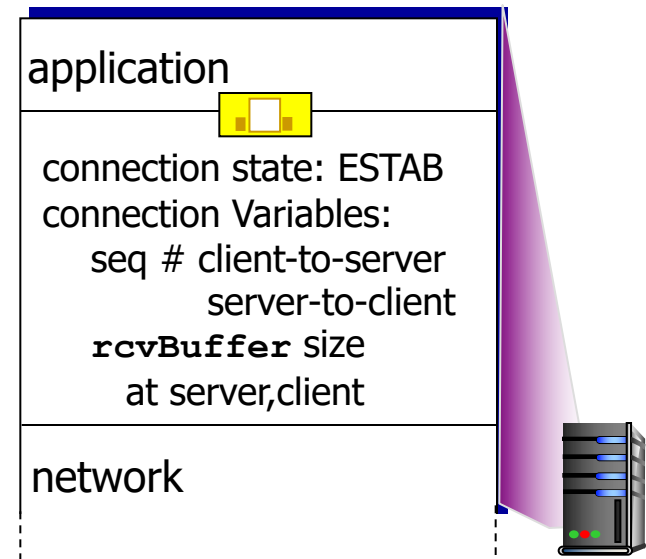 application
connection state: ESTAB
connection Variables:
seq # client-to-server
server-to-client
rcvBuffer size
at server,client
network